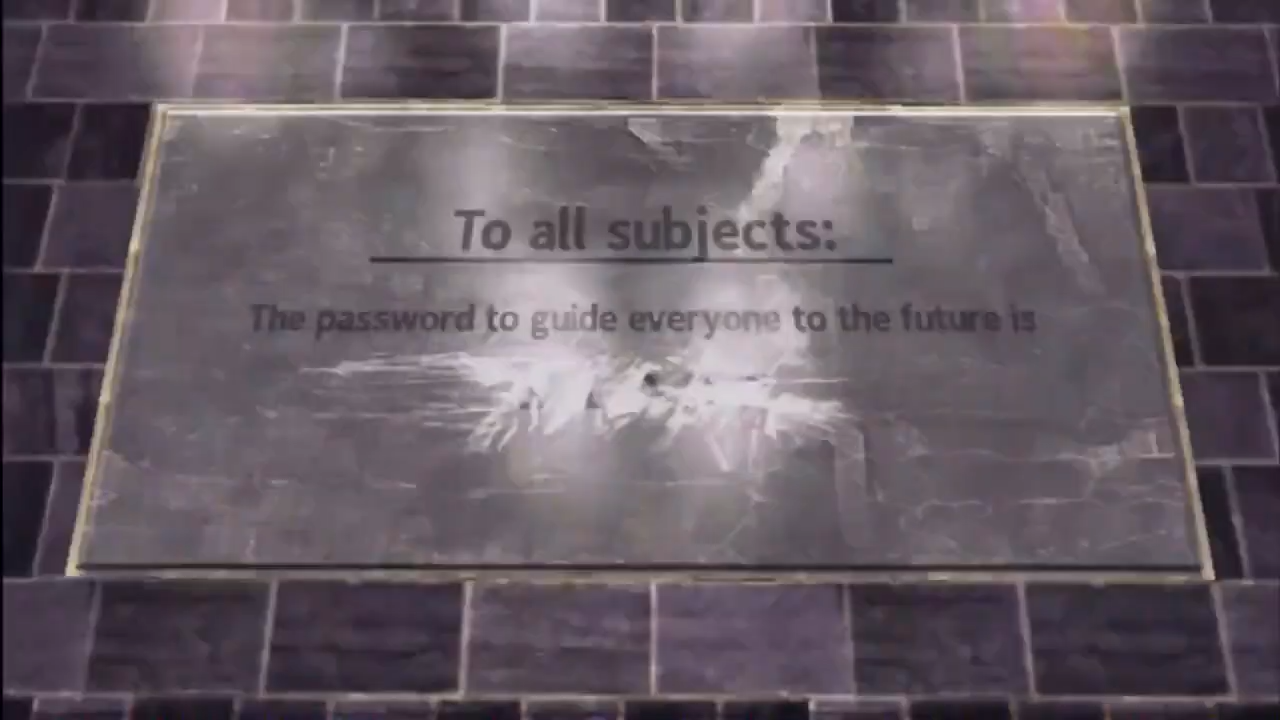 To all subjects:
The password to guide everyone to the future is